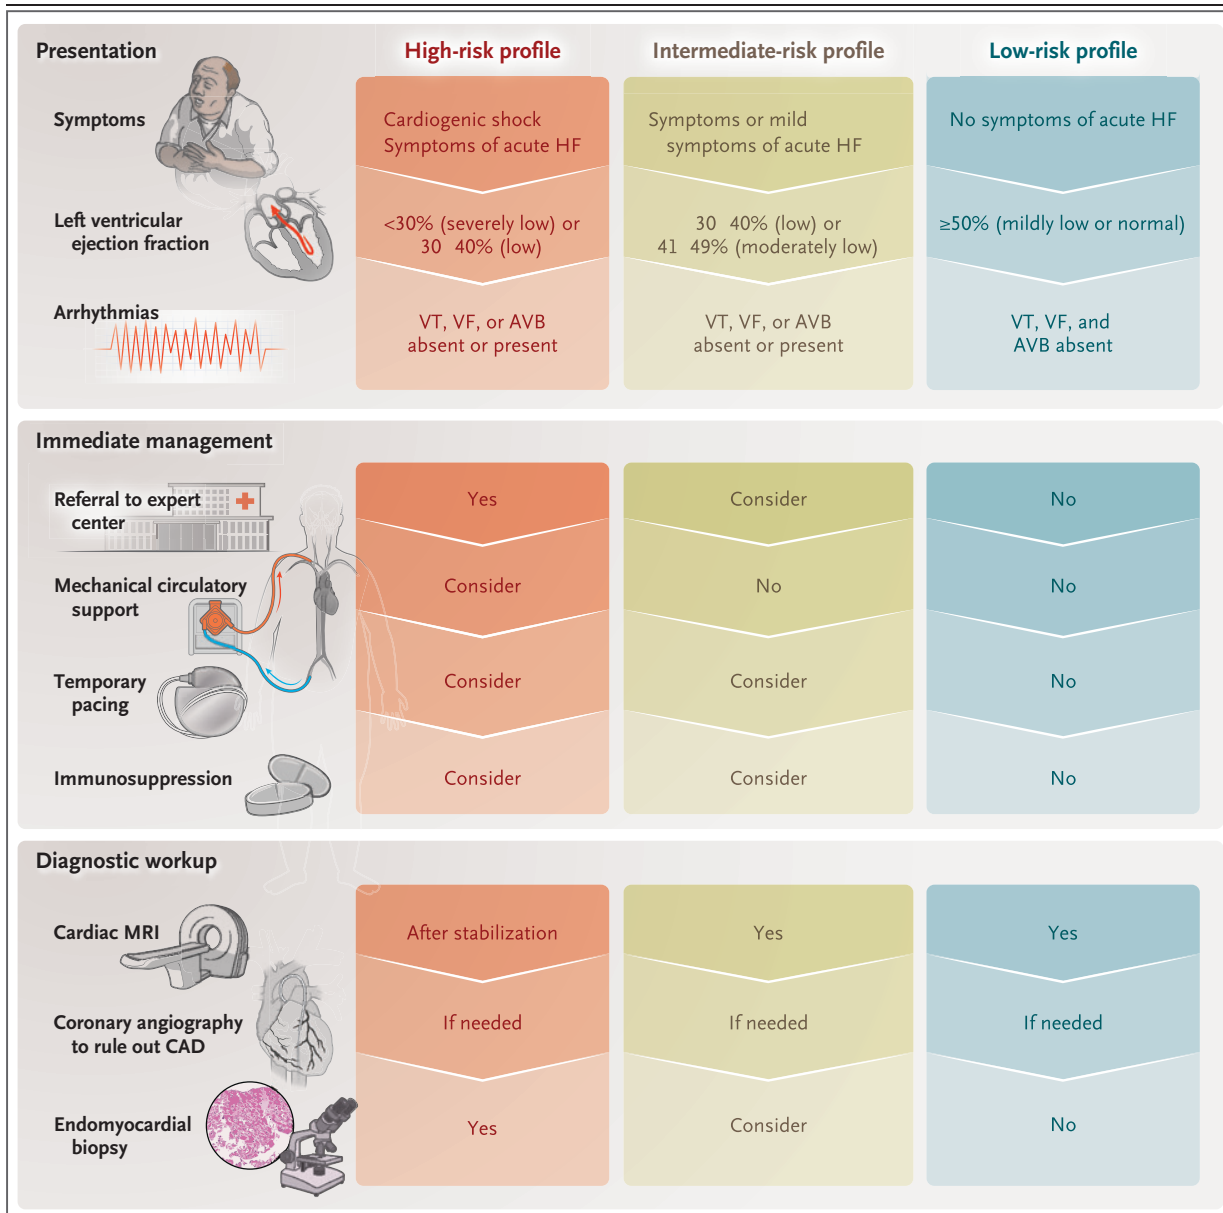 Presentation
High-risk profile
Intermediate-risk profile
Low-risk profile
Symptoms
Cardiogenic shock
Symptoms of acute HF
Symptoms or mild
symptoms of acute HF
No symptoms of acute HF
Left ventricular
ejection fraction
<30% (severely low) or
30 40% (low)
30 40% (low) or
41 49% (moderately low)
≥50% (mildly low or normal)
Arrhythmias
VT, VF, or AVB
absent or present
VT, VF, or AVB
absent or present
VT, VF, and
AVB absent
Immediate management
Referral to expert
center
Yes
Consider
No
Mechanical circulatory
support
Consider
No
No
Temporary
pacing
Consider
Consider
No
Immunosuppression
Consider
Consider
No
Diagnostic workup
Cardiac MRI
After stabilization
Yes
Yes
Coronary angiography
to rule out CAD
If needed
If needed
If needed
Endomyocardial
biopsy
Yes
Consider
No